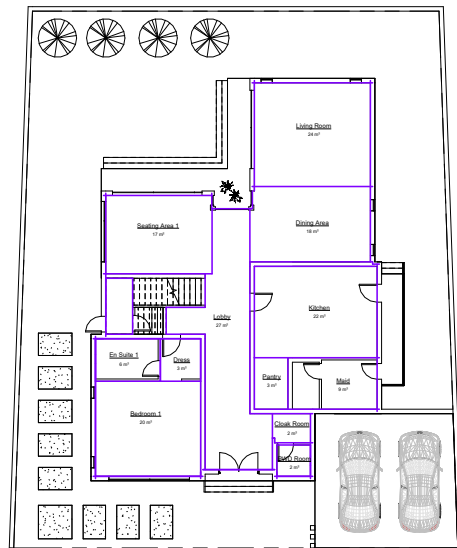 Living Room
24 m²
Seating Area 1
17 m²
Dining Area
18 m²
Kitchen
22 m²
Lobby
27 m²
En Suite 1
6 m²
Dress
3 m²
Pantry
3 m²
Maid
9 m²
Bedroom 1
20 m²
Cloak Room
2 m²
PWD Room
2 m²